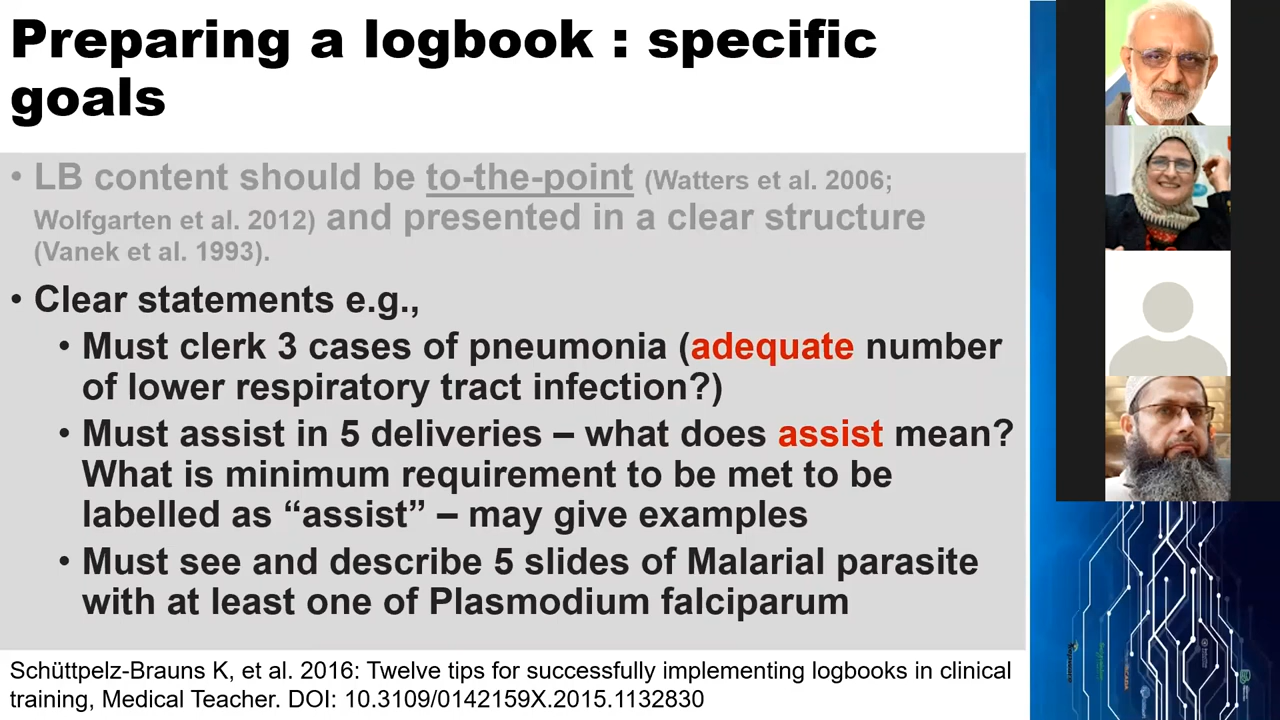 Preparing a logbook : specific
goals
• LB content should be to-the-point (Watters et al. 2006;
Wolfgarten et al. 2012) and presented in a clear structure
(Vanek et al. 1993).
• Clear statements e.g.,
• Must clerk 3 cases of pneumonia (adequate number
of lower respiratory tract infection?)
• Must assist in 5 deliveries – what does assist mean?
What is minimum requirement to be met to be
labelled as “assist” – may give examples
• Must see and describe 5 slides of Malarial parasite
with at least one of Plasmodium falciparum
Schüttpelz-Brauns K, et al. 2016: Twelve tips for successfully implementing logbooks in clinical
training, Medical Teacher. DOI: 10.3109/0142159X.2015.1132830